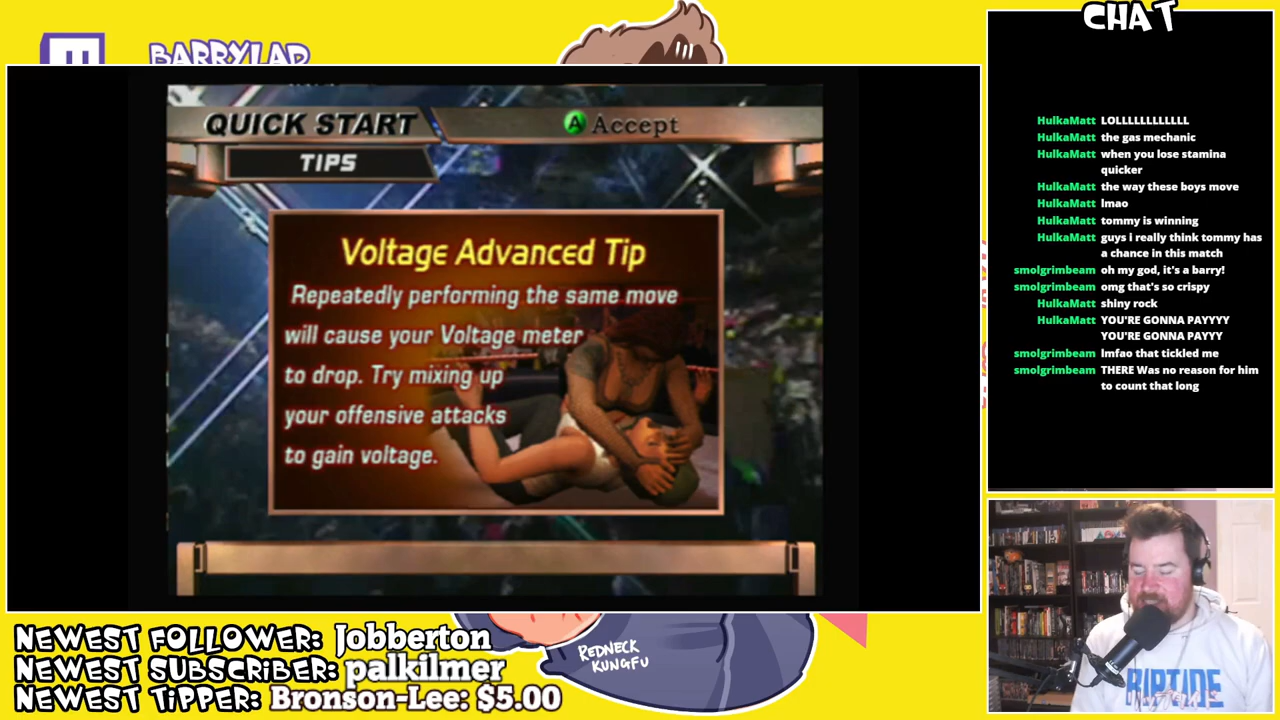 BARRYLAD
CHAT
QUICK START
A Accept
TIPS
Voltage Advanced Tip
Repeatedly performing the same move
will cause your Voltage meter
to drop. Try mixing up
your offensive attacks
to gain voltage.
HulkaMatt LOLLLLLLLLLLLL
HulkaMatt the gas mechanic
HulkaMatt when you lose stamina
quicker
HulkaMatt the way these boys move
HulkaMatt lmao
HulkaMatt tommy is winning
HulkaMatt guys i really think tommy has
a chance in this match
smolgrimbeam oh my god, it's a barry!
smolgrimbeam omg that's so crispy
HulkaMatt shiny rock
HulkaMatt YOU'RE GONNA PAYYYY
YOU'RE GONNA PAYYY
smolgrimbeam lmfao that tickled me
smolgrimbeam THERE Was no reason for him
to count that long
NEWEST FOLLOWER: Jobberton
NEWEST SUBSCRIBER: palkilmer
NEWEST TIPPER: Bronson-Lee: $5.00
REDNECK
KUNGFU
RIPTIDE